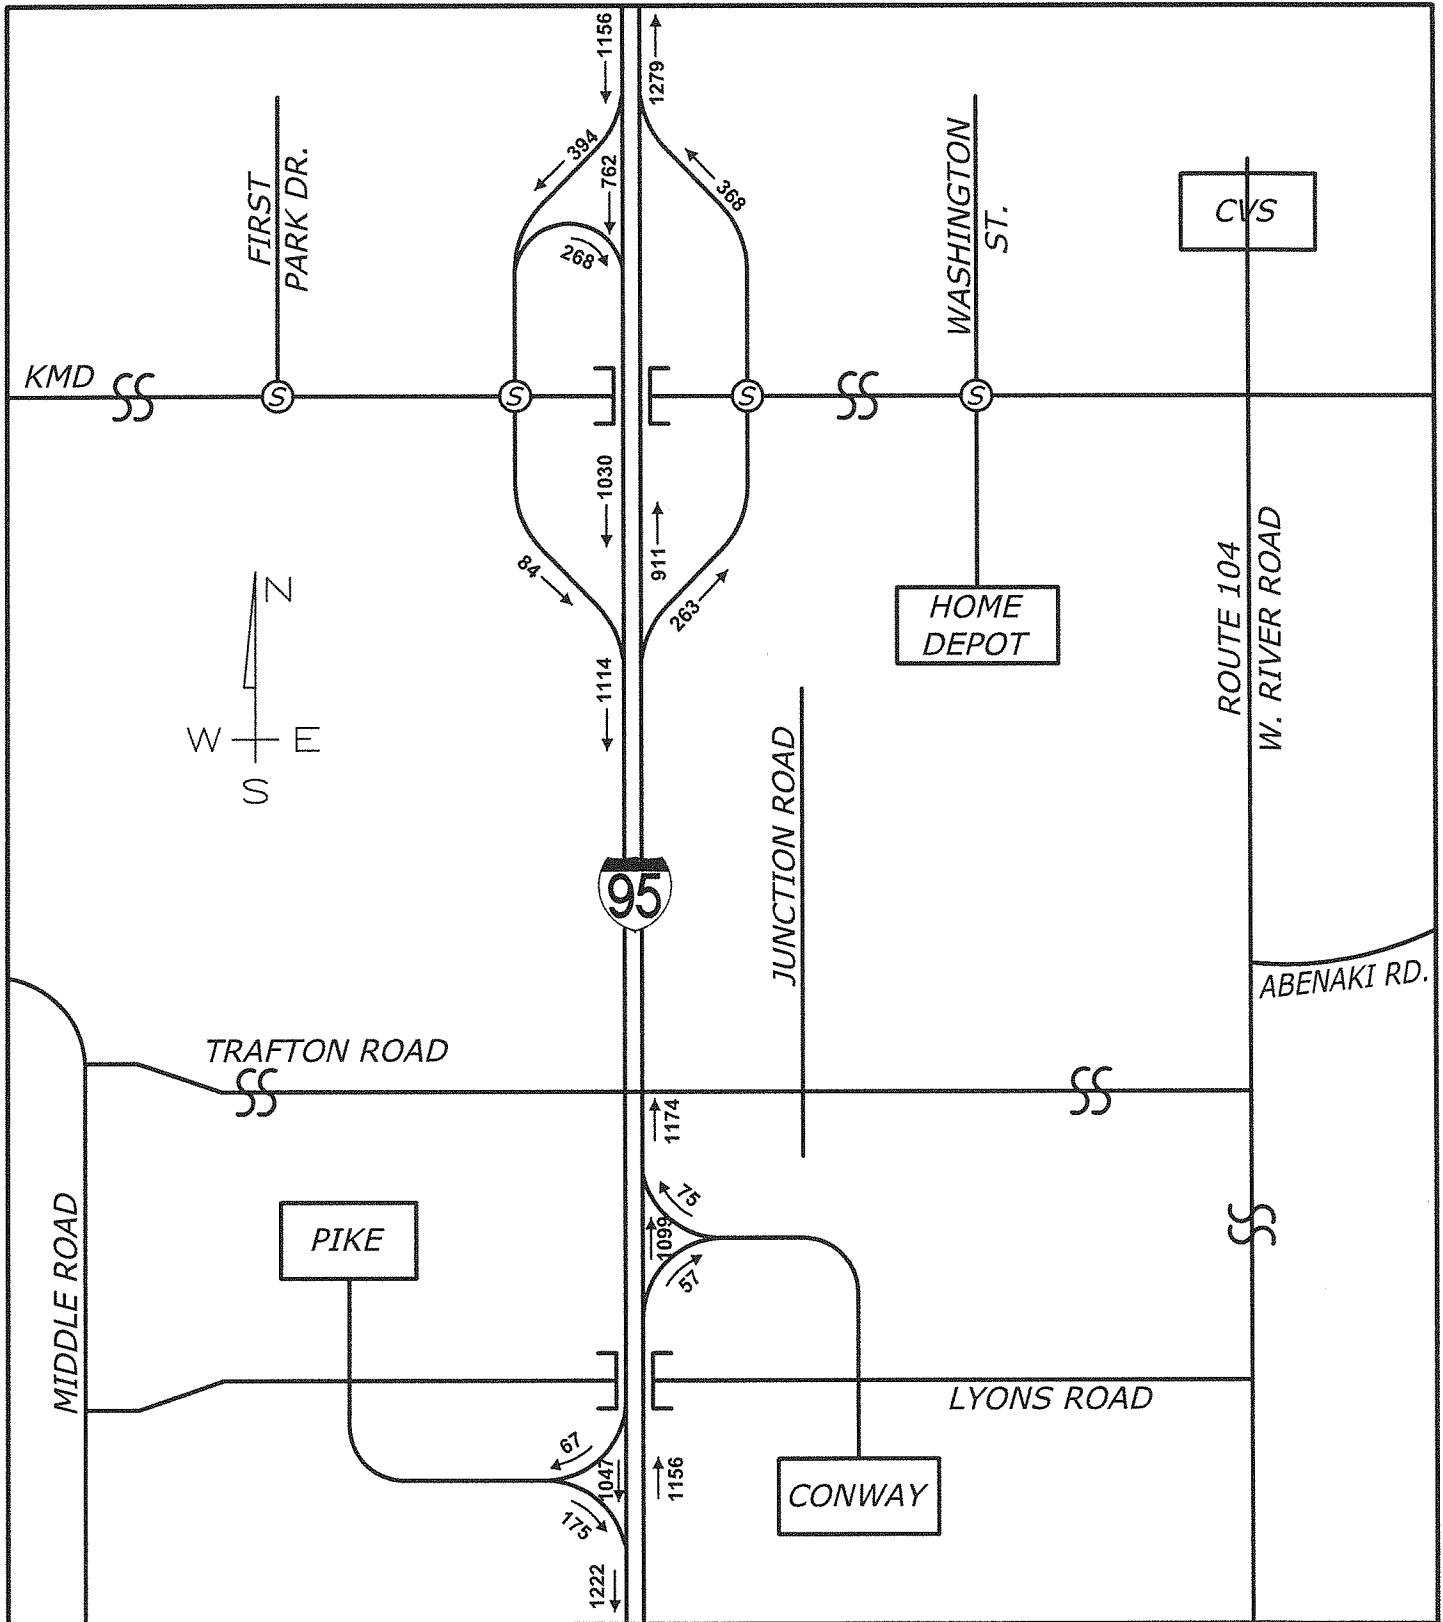 1156
1279
394
762
368
268
FIRST
PARK DR.
WASHINGTON
ST.
CVS
KMD
S
S
S
S
1030
911
84
263
1114
HOME
DEPOT
ROUTE 104
W. RIVER ROAD
N
W
E
S
JUNCTION ROAD
95
ABENAKI RD.
TRAFTON ROAD
1174
75
1099
57
PIKE
MIDDLE ROAD
LYONS ROAD
67
1047
1156
175
CONWAY
1222